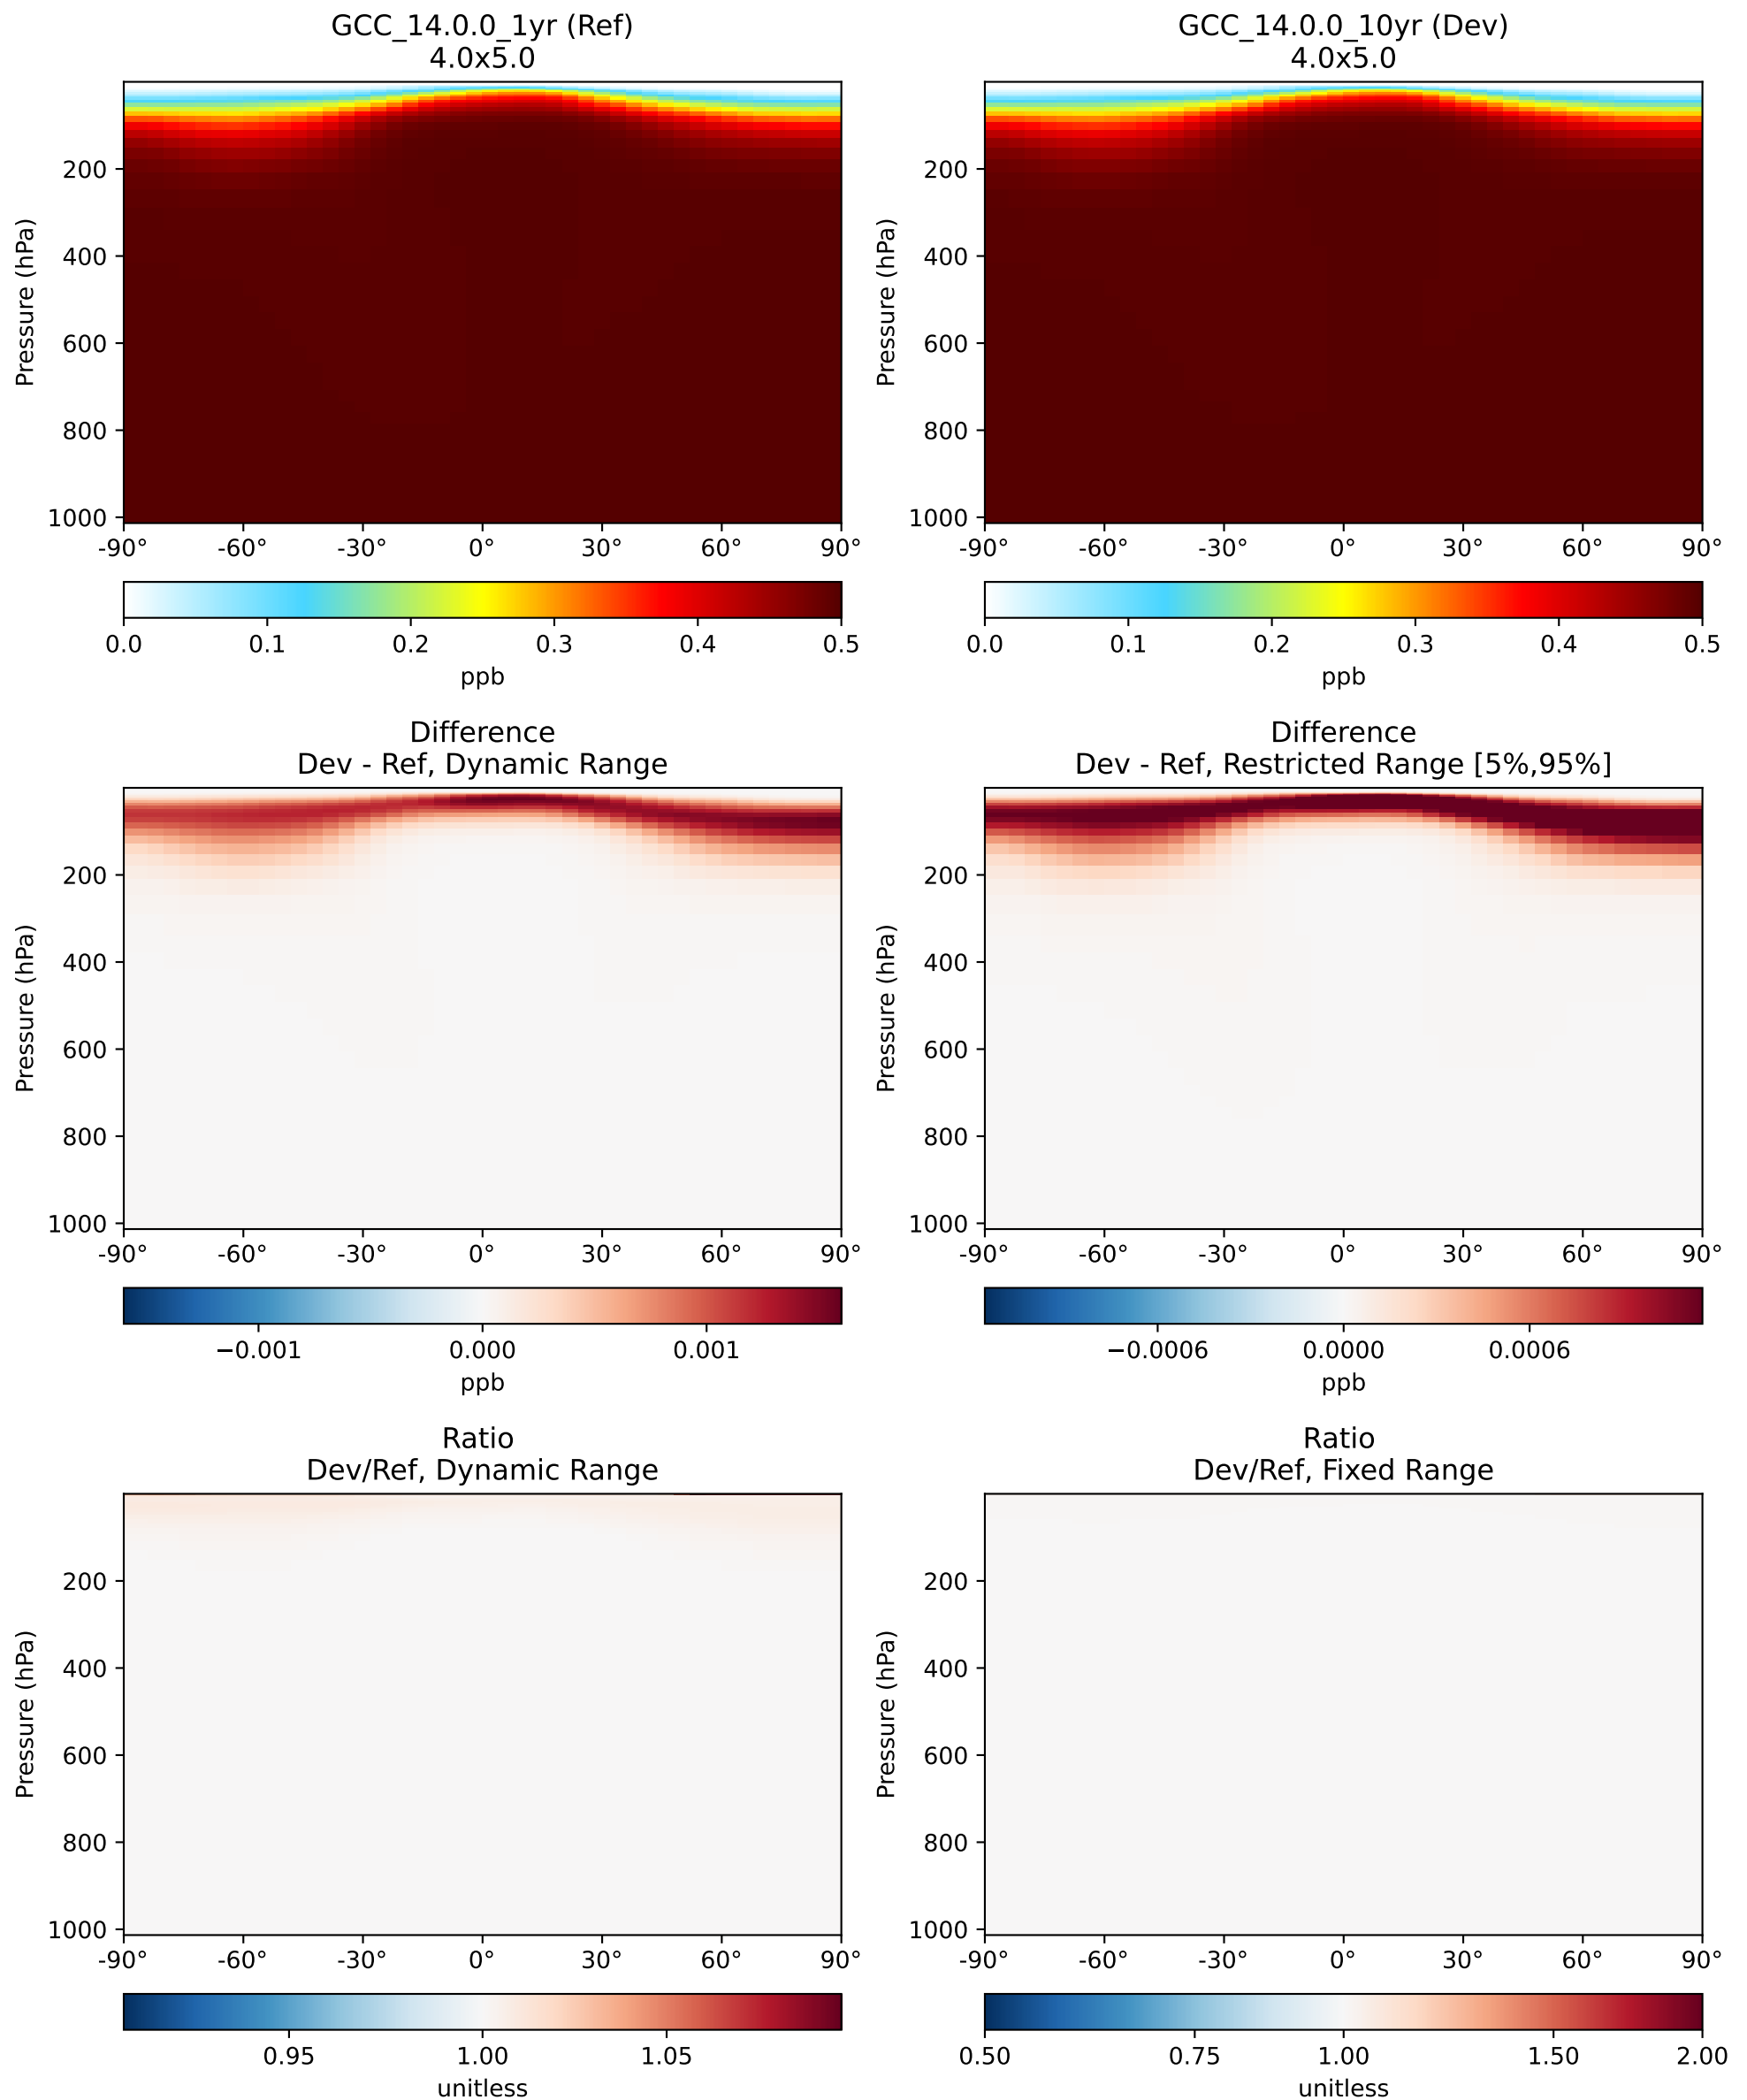 GCC_14.0.0_1yr (Ref)
4.0x5.0
Pressure (hPa)
200
400
600
800
1000
-90° -60° -30° 0° 30° 60° 90°
0.0 0.1 0.2 0.3 0.4 0.5
ppb
GCC_14.0.0_10yr (Dev)
4.0x5.0
Pressure (hPa)
200
400
600
800
1000
-90° -60° -30° 0° 30° 60° 90°
0.0 0.1 0.2 0.3 0.4 0.5
ppb
Difference
Dev - Ref, Dynamic Range
Pressure (hPa)
200
400
600
800
1000
-90° -60° -30° 0° 30° 60° 90°
−0.001 0.000 0.001
ppb
Difference
Dev - Ref, Restricted Range [5%,95%]
Pressure (hPa)
200
400
600
800
1000
-90° -60° -30° 0° 30° 60° 90°
−0.0006 0.0000 0.0006
ppb
Ratio
Dev/Ref, Dynamic Range
Pressure (hPa)
200
400
600
800
1000
-90° -60° -30° 0° 30° 60° 90°
0.95 1.00 1.05
unitless
Ratio
Dev/Ref, Fixed Range
Pressure (hPa)
200
400
600
800
1000
-90° -60° -30° 0° 30° 60° 90°
0.50 0.75 1.00 1.50 2.00
unitless